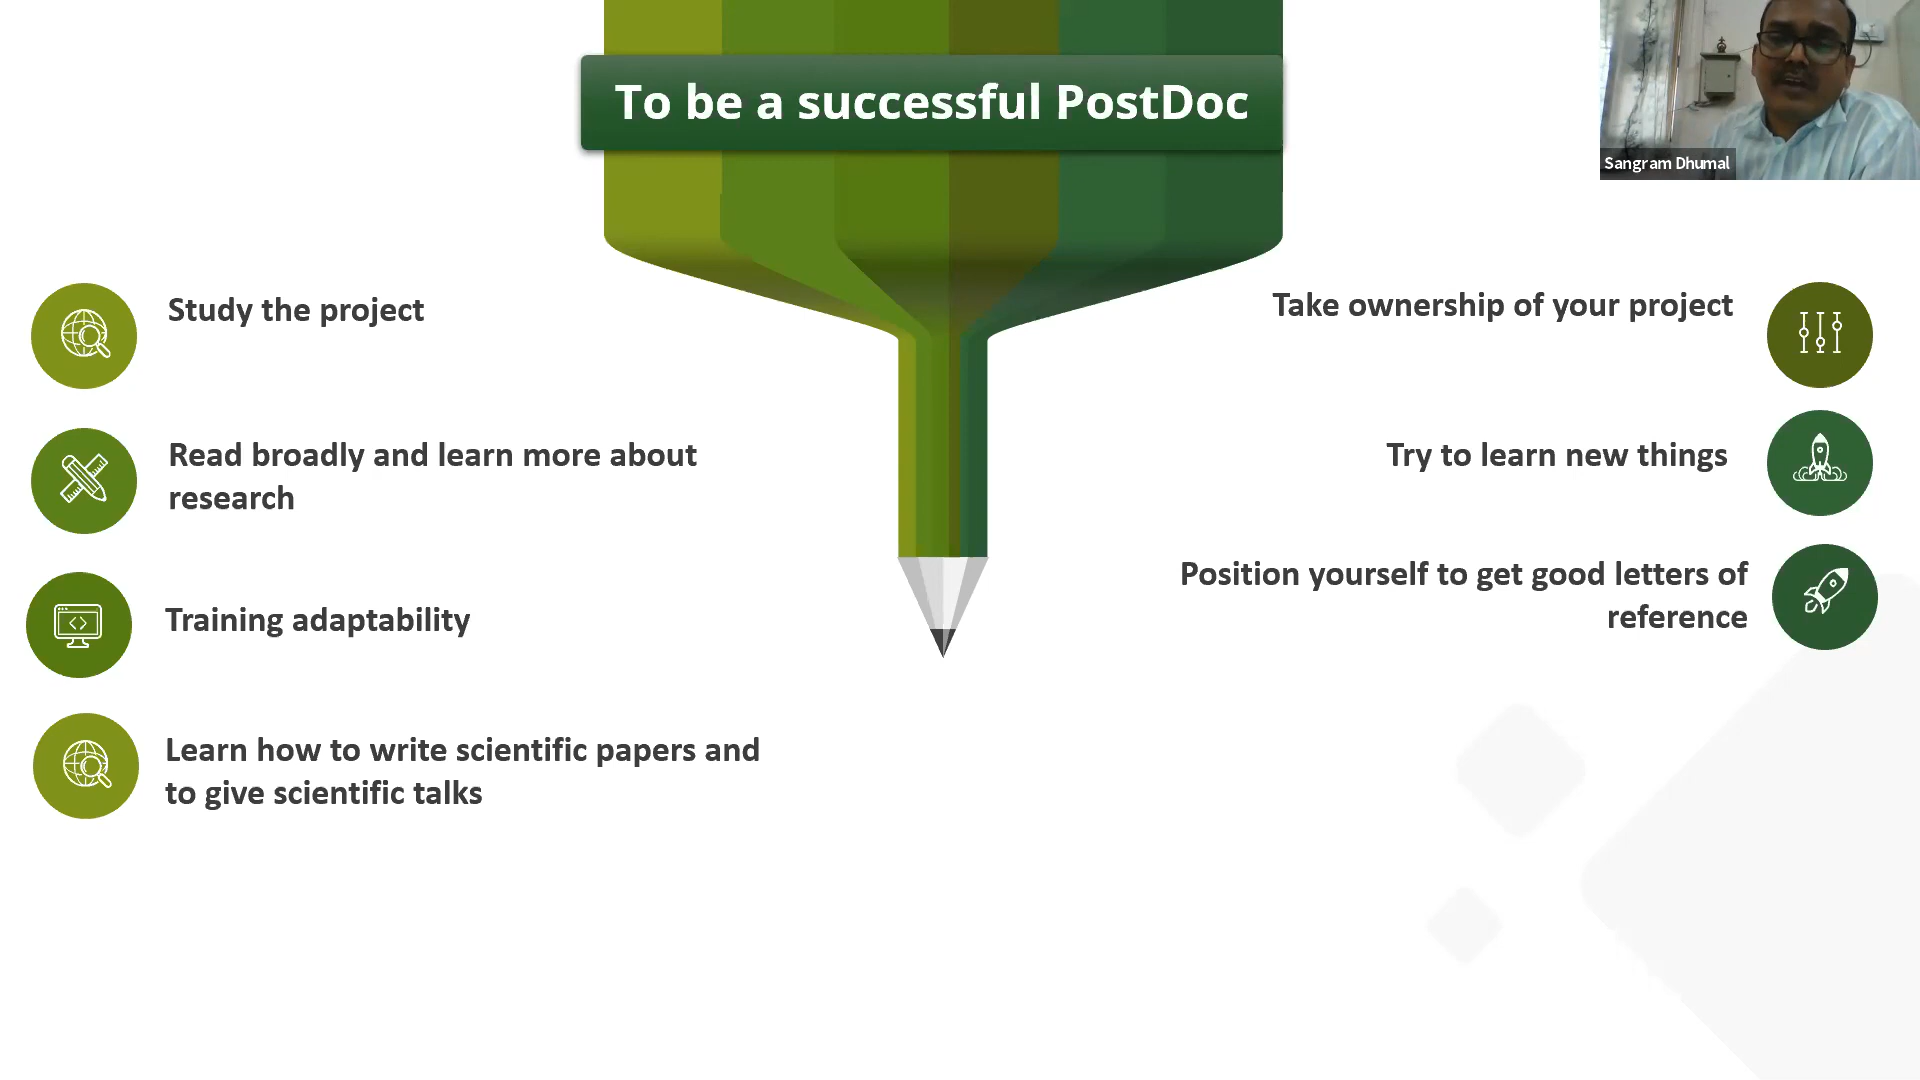 To be a successful PostDoc
Sangram Dhumal
Study the project
Read broadly and learn more about
research
Training adaptability
Learn how to write scientific papers and
to give scientific talks
Take ownership of your project
Try to learn new things
Position yourself to get good letters of
reference